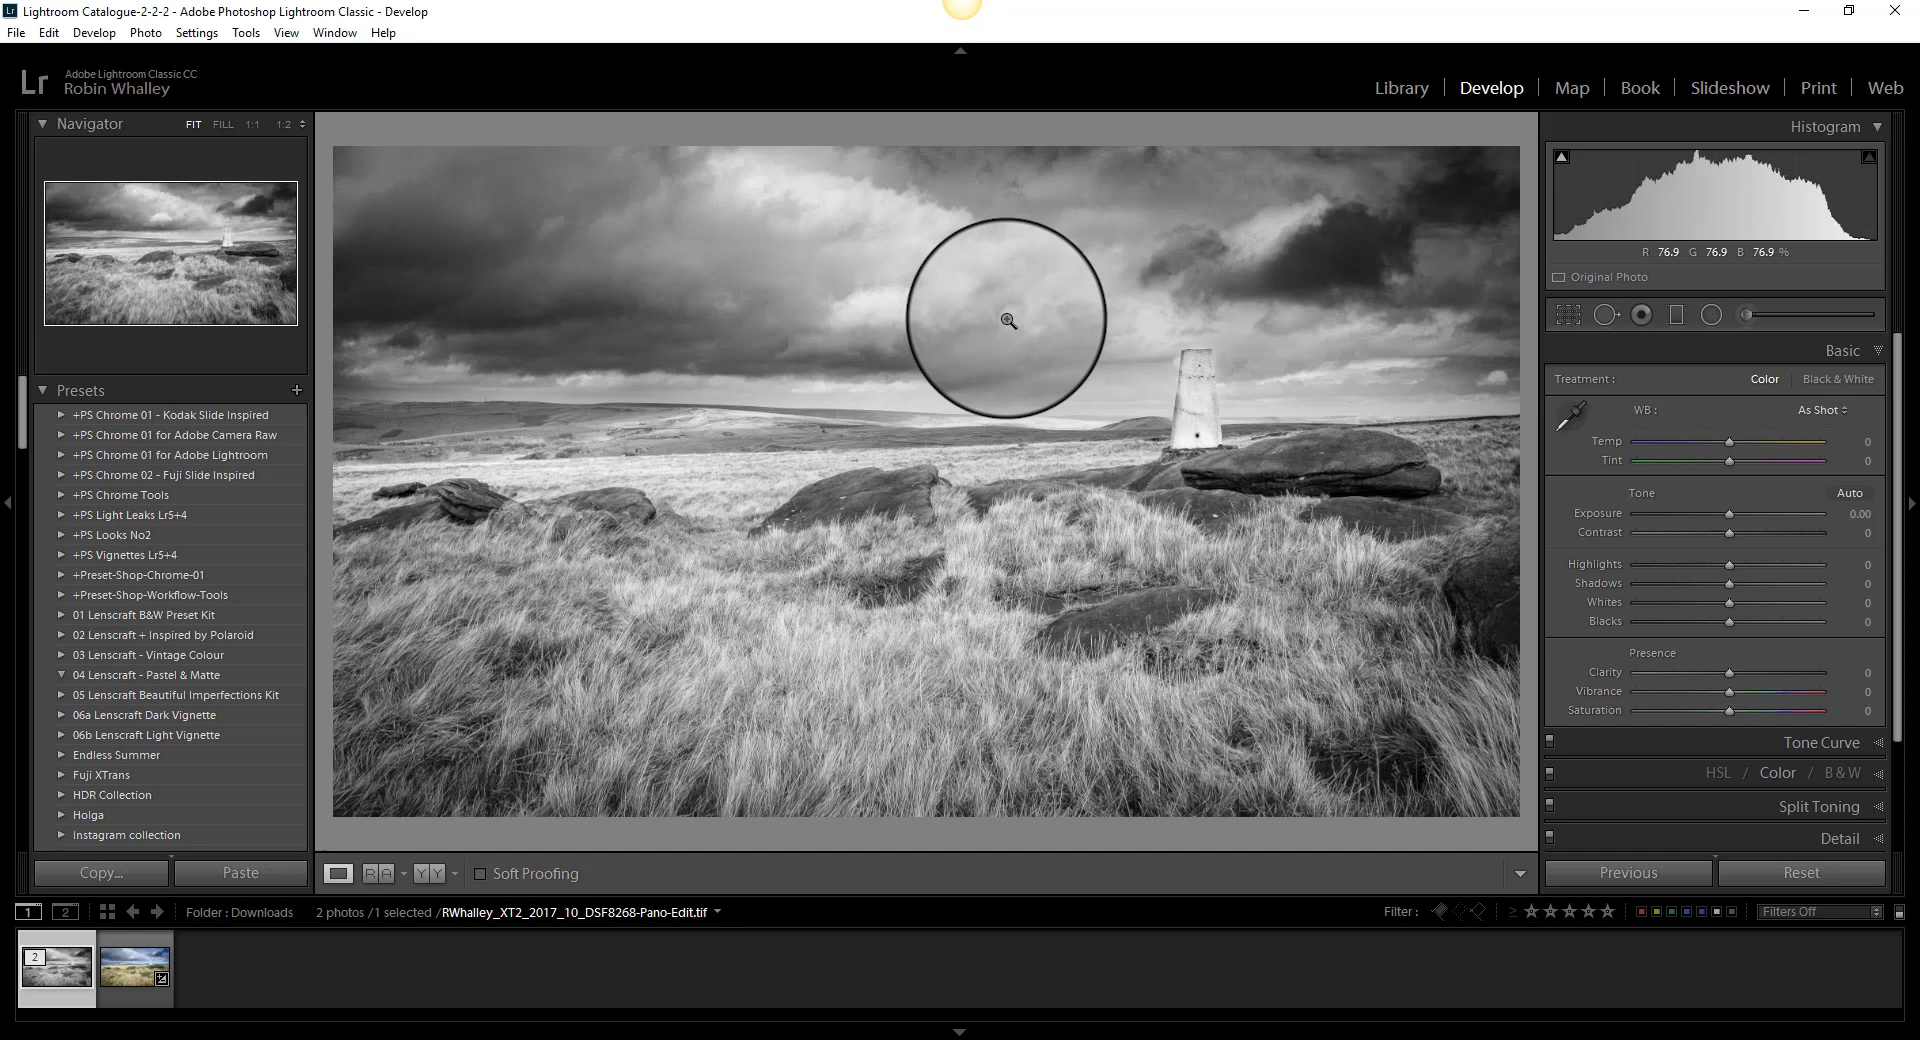 Lr Lightroom Catalogue-2-2-2 - Adobe Photoshop Lightroom Classic - Develop
File Edit Develop Photo Settings Tools View Window Help
Lr Adobe Lightroom Classic CC
Robin Whalley
Library Develop Map Book Slideshow Print Web
Navigator FIT FILL 1:1 1:2
Presets +
+PS Chrome 01 - Kodak Slide Inspired
+PS Chrome 01 for Adobe Camera Raw
+PS Chrome 01 for Adobe Lightroom
+PS Chrome 02 - Fuji Slide Inspired
+PS Chrome Tools
+PS Light Leaks Lr5+4
+PS Looks No2
+PS Vignettes Lr5+4
+Preset-Shop-Chrome-01
+Preset-Shop-Workflow-Tools
01 Lenscraft B&W Preset Kit
02 Lenscraft + Inspired by Polaroid
03 Lenscraft - Vintage Colour
04 Lenscraft - Pastel & Matte
05 Lenscraft Beautiful Imperfections Kit
06a Lenscraft Dark Vignette
06b Lenscraft Light Vignette
Endless Summer
Fuji XTrans
HDR Collection
Holga
Instagram collection
Copy... Paste
R A Y Y Soft Proofing
Histogram
R 76.9 G 76.9 B 76.9 %
Original Photo
Basic
Treatment : Color Black & White
WB : As Shot
Temp 0
Tint 0
Tone Auto
Exposure 0.00
Contrast 0
Highlights 0
Shadows 0
Whites 0
Blacks 0
Presence
Clarity 0
Vibrance 0
Saturation 0
Tone Curve
HSL / Color / B & W
Split Toning
Detail
Previous Reset
1 2 Folder : Downloads 2 photos / 1 selected / RWhalley_XT2_2017_10_DSF8268-Pano-Edit.tif Filter : ≥ Filters Off
2